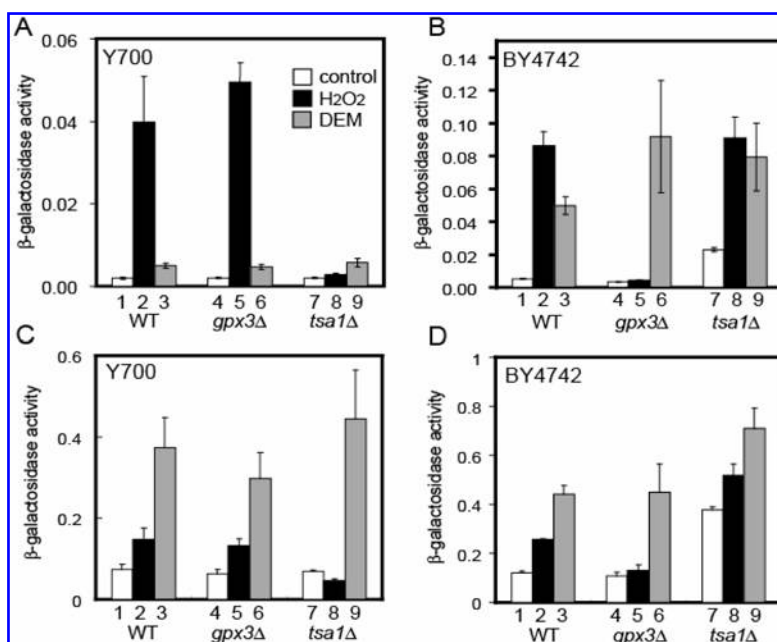 A
Y700
β-galactosidase activity
0.06
0.04
0.02
0.00
control
H2O2
DEM
1 2 3 4 5 6 7 8 9
WT gpx3Δ tsa1Δ
B
BY4742
β-galactosidase activity
0.14
0.12
0.10
0.08
0.06
0.04
0.02
0.00
1 2 3 4 5 6 7 8 9
WT gpx3Δ tsa1Δ
C
Y700
β-galactosidase activity
0.6
0.4
0.2
0
1 2 3 4 5 6 7 8 9
WT gpx3Δ tsa1Δ
D
BY4742
β-galactosidase activity
1
0.8
0.6
0.4
0.2
0
1 2 3 4 5 6 7 8 9
WT gpx3Δ tsa1Δ